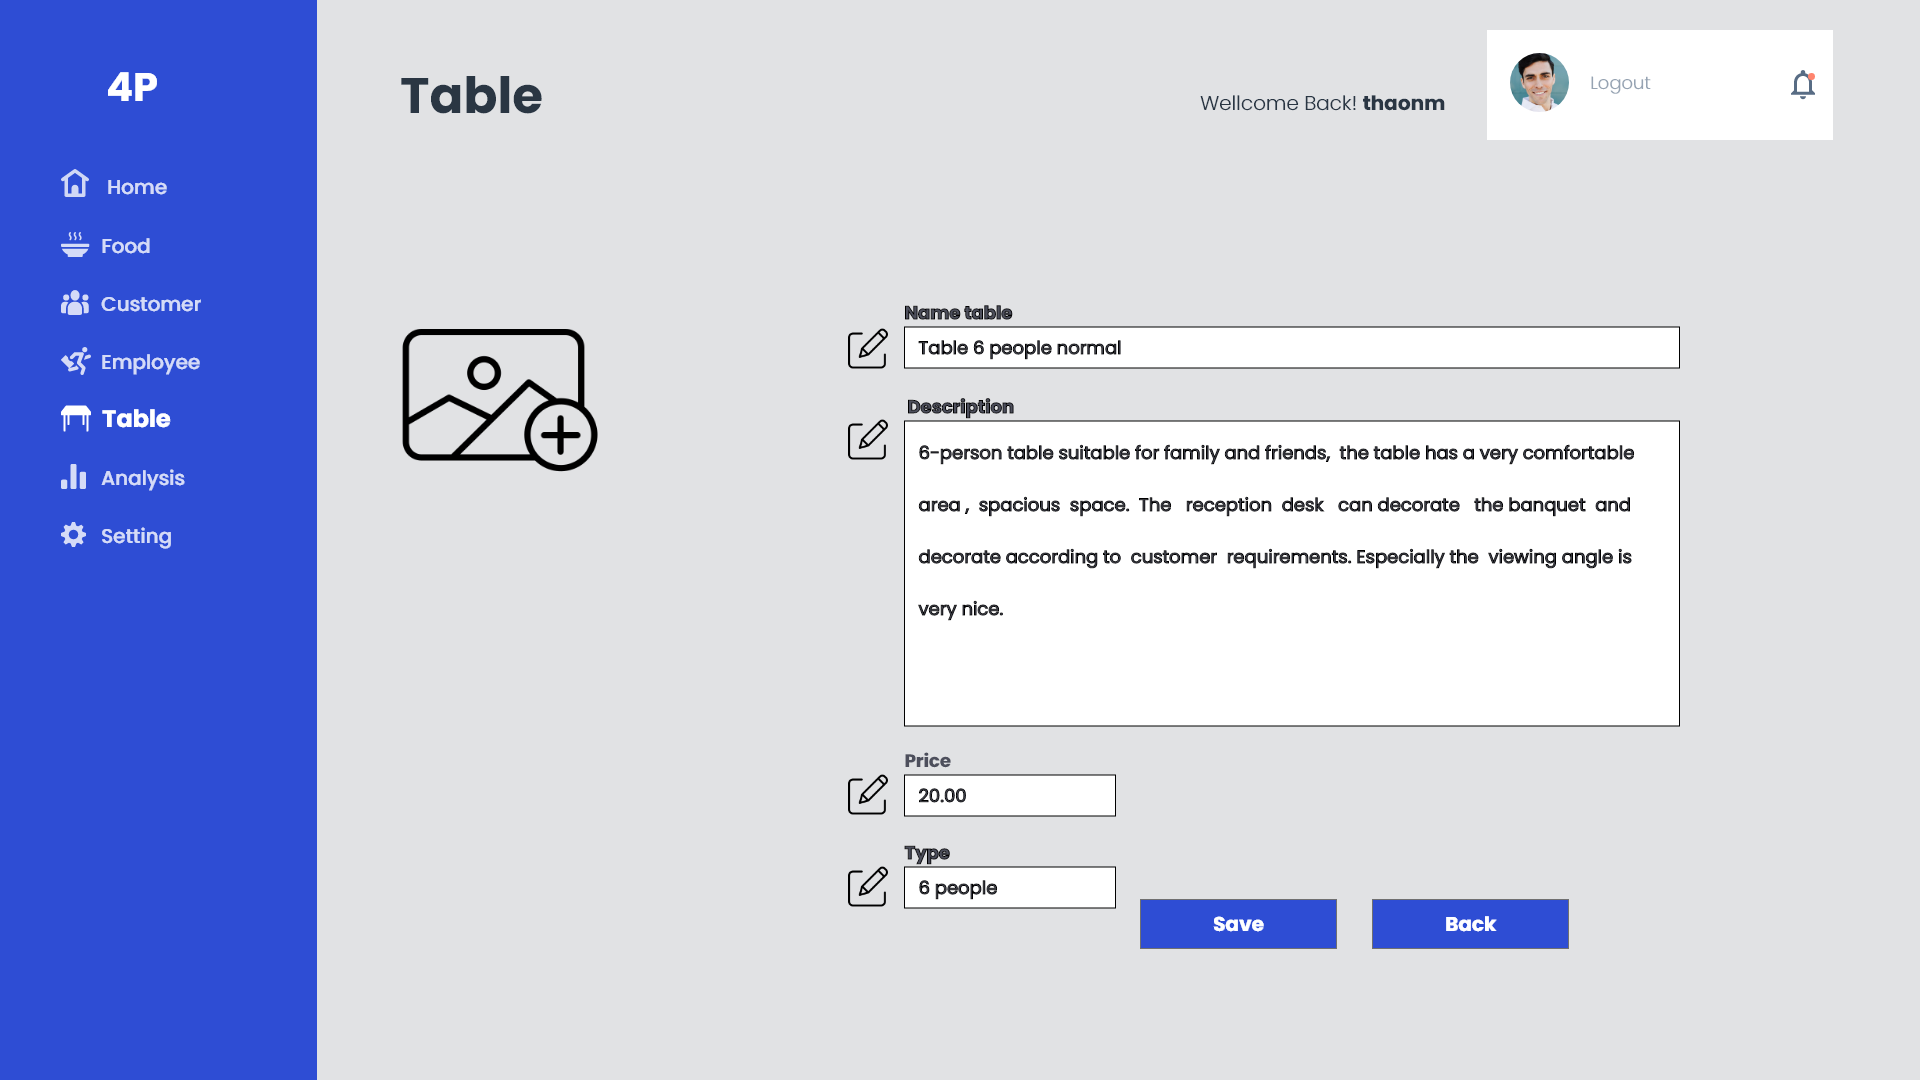 4P
Home
Food
Customer
Employee
Table
Analysis
Setting
Table
Wellcome Back! thaonm
Logout
Name table
Table 6 people normal
Description
6-person table suitable for family and friends, the table has a very comfortable
area , spacious space. The reception desk can decorate the banquet and
decorate according to customer requirements. Especially the viewing angle is
very nice.
Price
20.00
Type
6 people
Save
Back